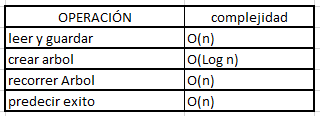 OPERACIÓN complejidad
leer y guardar O(n)
crear arbol O(Log n)
recorrer Arbol O(n)
predecir exito O(n)